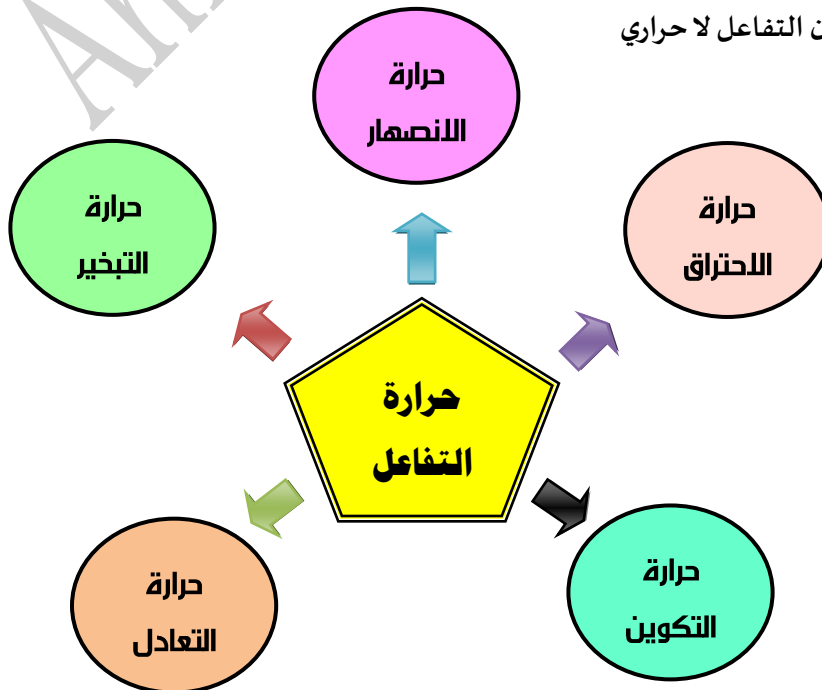 التفاعل لا حراري
حرارة
الانصهار
حرارة
الاحتراق
حرارة
التبخير
حرارة
التفاعل
حرارة
التكوين
حرارة
التعادل